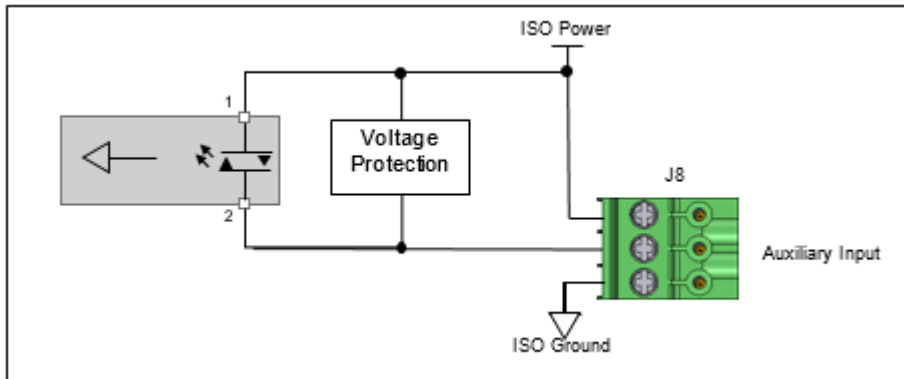 ISO Power
1
Voltage
Protection
J8
2
Auxiliary Input
ISO Ground